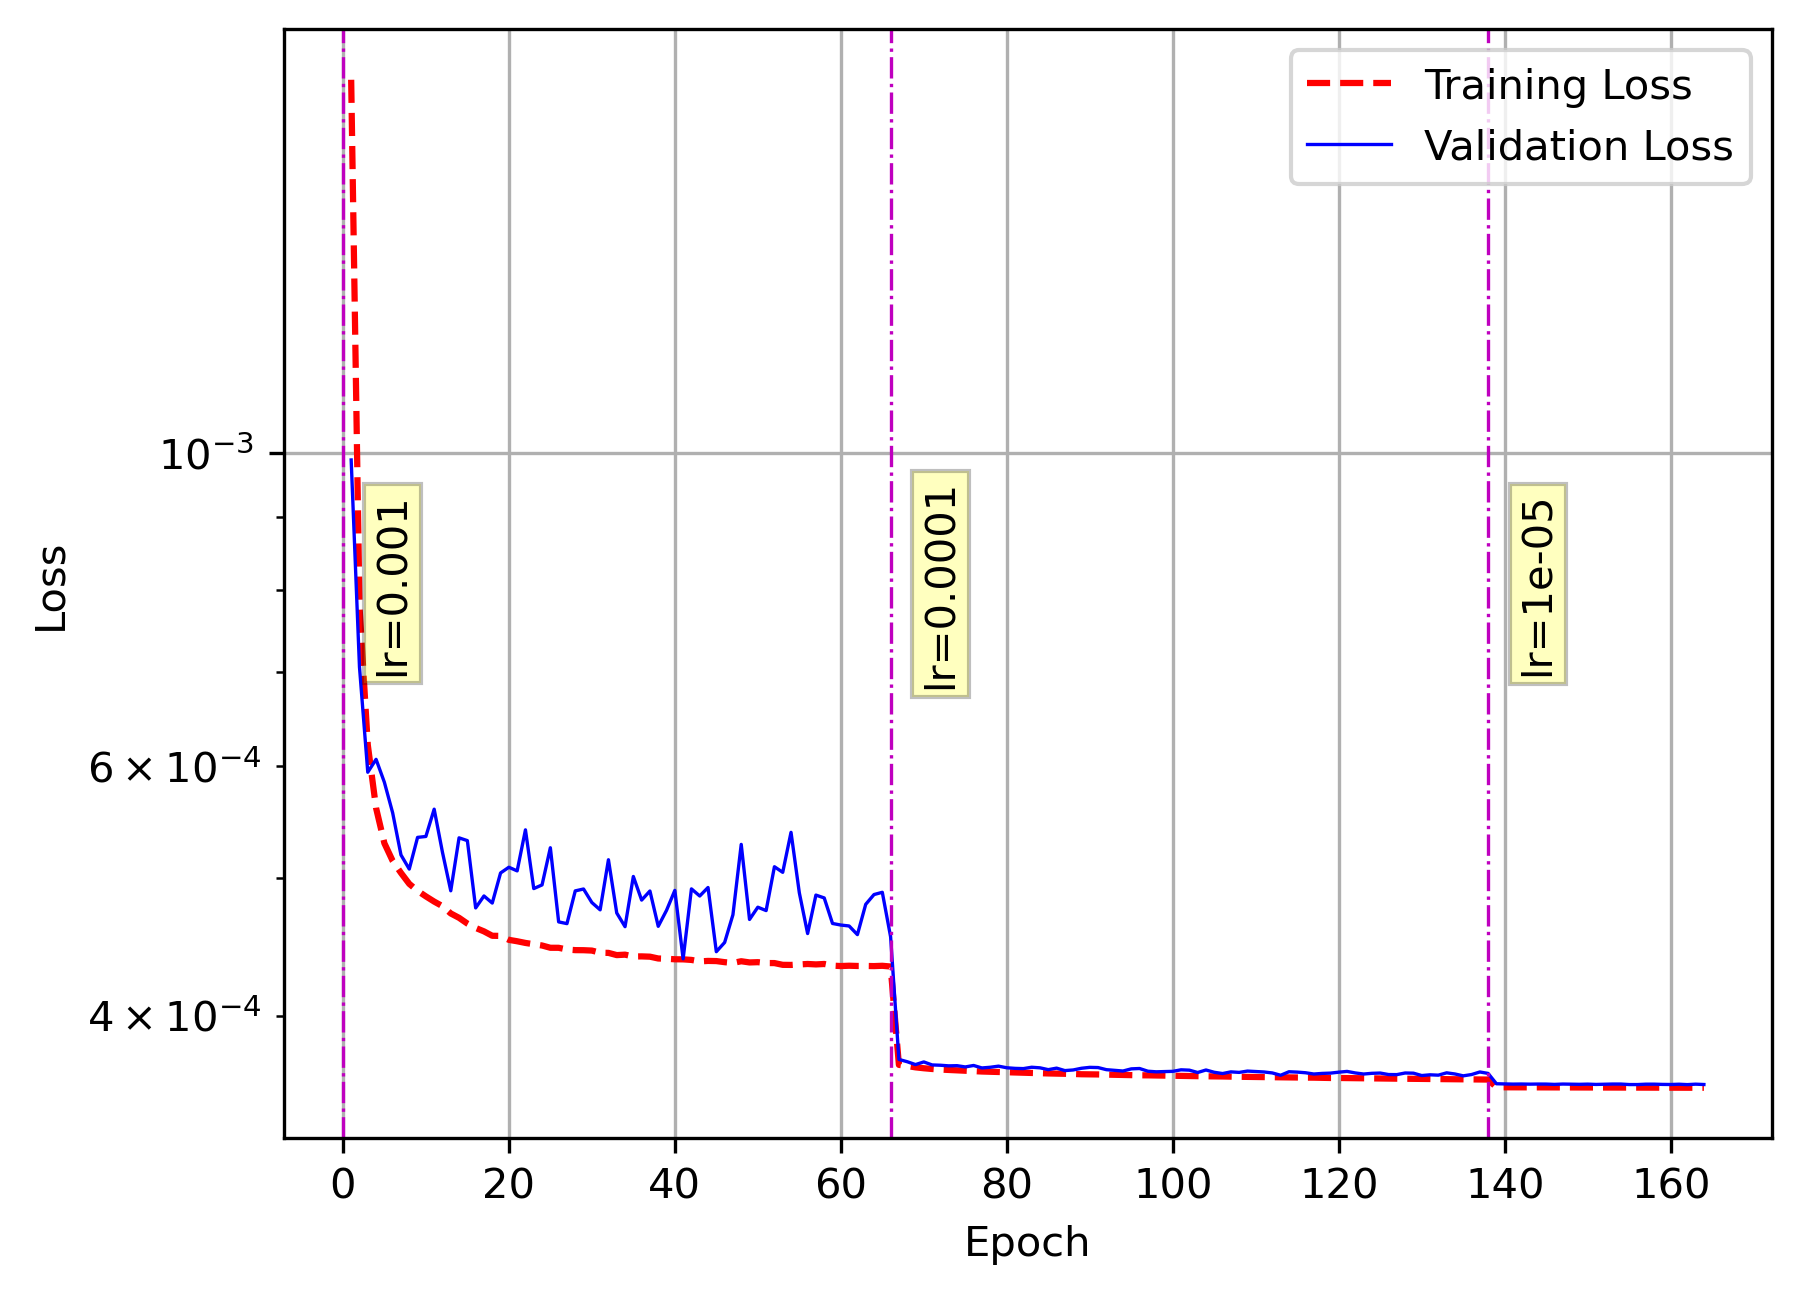 Training Loss
Validation Loss
10⁻³
6×10⁻⁴
4×10⁻⁴
Loss
lr=0.001
lr=0.0001
lr=1e-05
0 20 40 60 80 100 120 140 160
Epoch